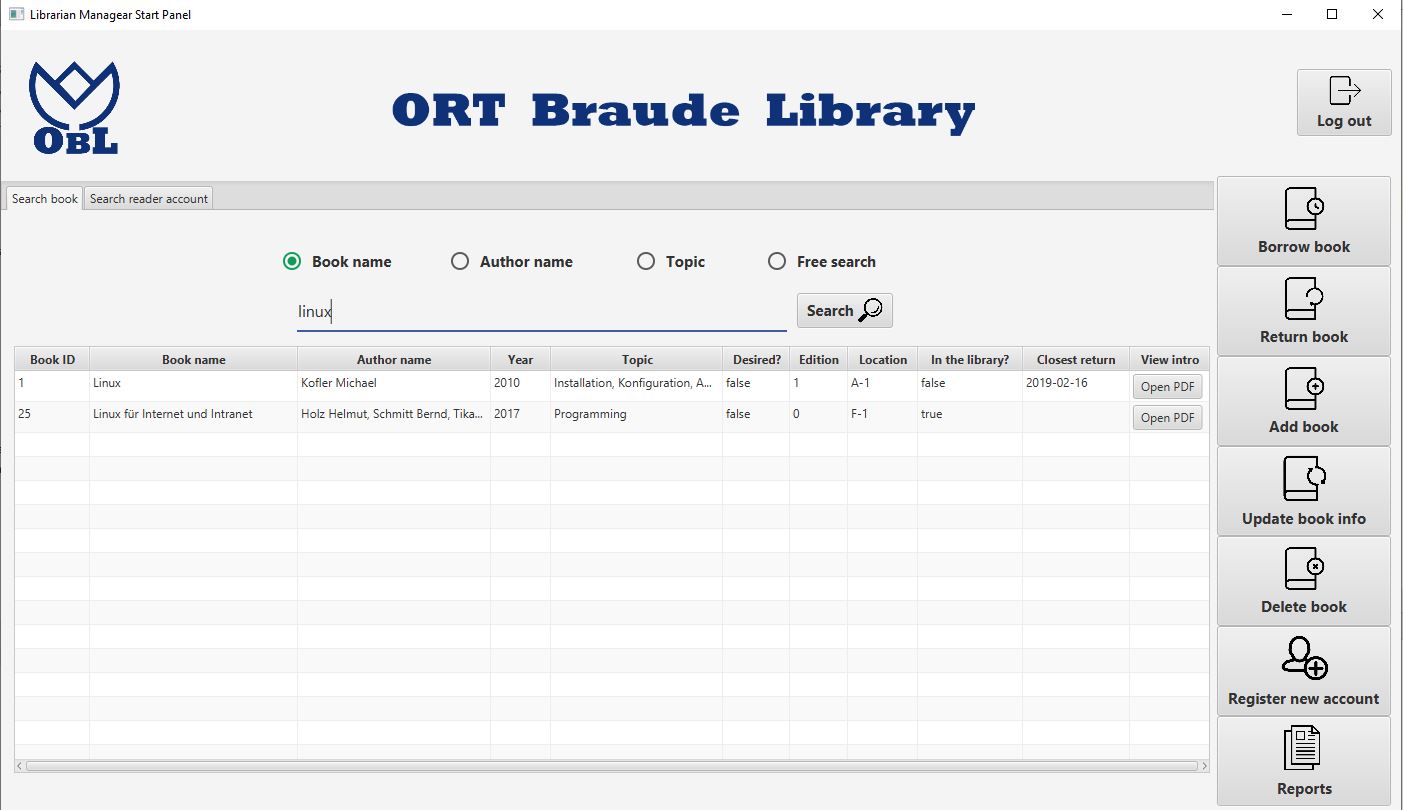 Librarian Managear Start Panel
OBL
ORT Braude Library
Log out
Search book Search reader account
Book name Author name Topic Free search
linux Search
Book ID Book name Author name Year Topic Desired? Edition Location In the library? Closest return View intro
1 Linux Kofler Michael 2010 Installation, Konfiguration, A... false 1 A-1 false 2019-02-16 Open PDF
25 Linux für Internet und Intranet Holz Helmut, Schmitt Bernd, Tika... 2017 Programming false 0 F-1 true Open PDF
Borrow book
Return book
Add book
Update book info
Delete book
Register new account
Reports